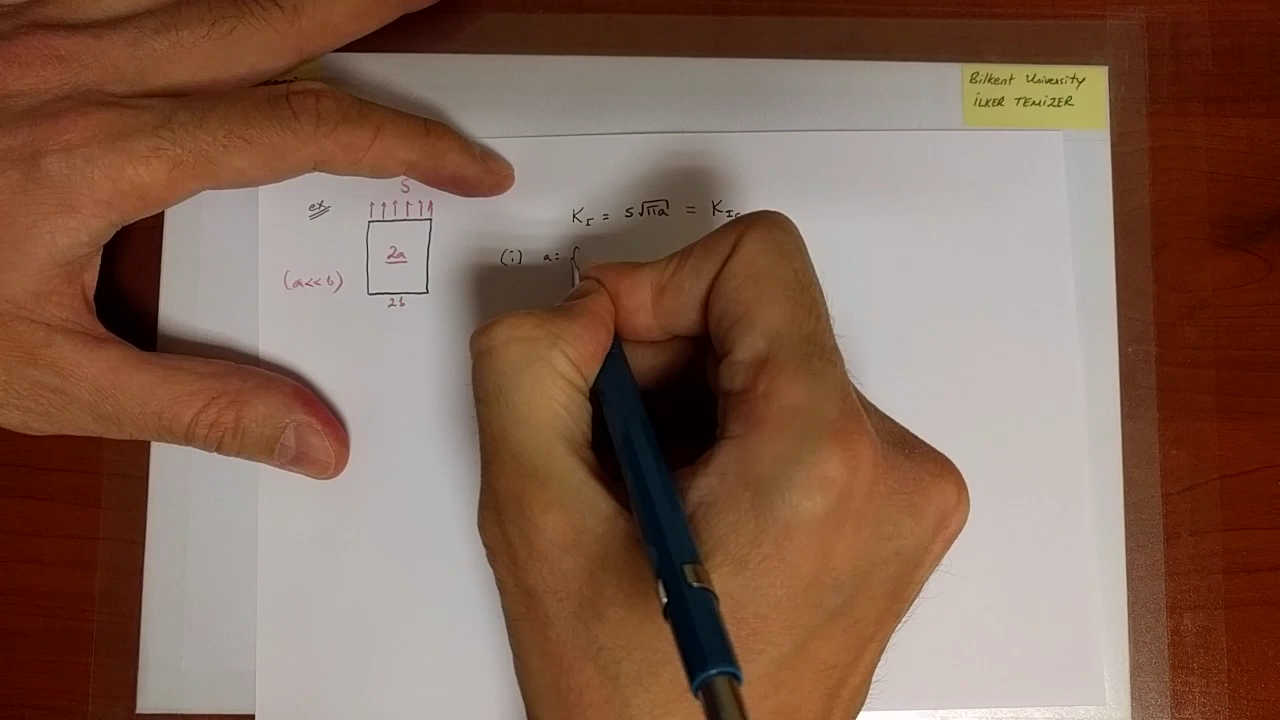 Bilkent University
İLKER TEMİZER
ex
S
2a
(a<<b)
2b
K_I = S√πa = K_Ic
(i) a = {